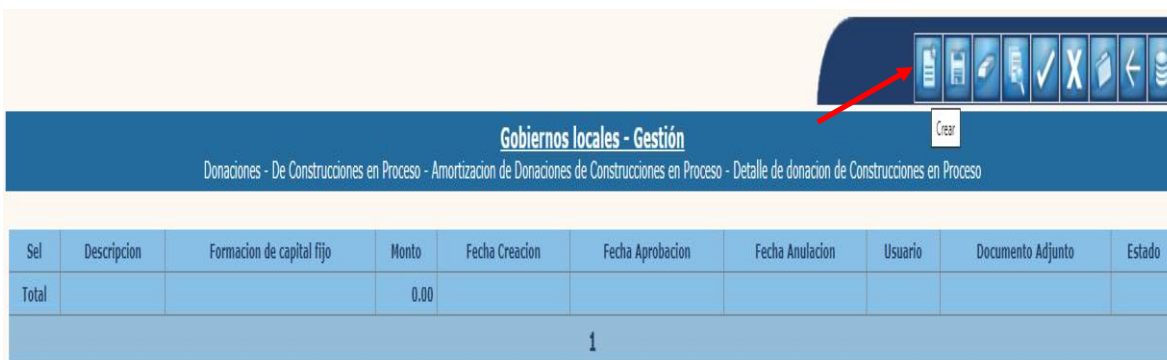 Crear
Gobiernos locales - Gestión
Donaciones - De Construcciones en Proceso - Amortizacion de Donaciones de Construcciones en Proceso - Detalle de donacion de Construcciones en Proceso
Sel Descripcion Formacion de capital fijo Monto Fecha Creacion Fecha Aprobacion Fecha Anulacion Usuario Documento Adjunto Estado
Total 0.00
1